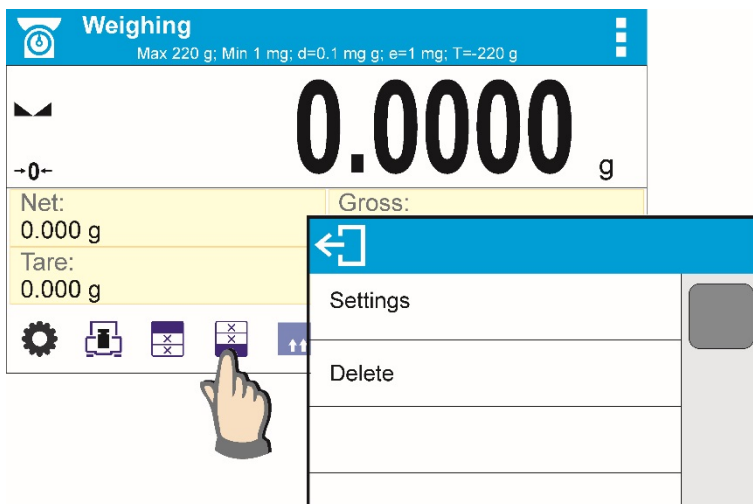 Weighing
Max 220 g; Min 1 mg; d=0.1 mg g; e=1 mg; T=-220 g
0.0000 g
→0←
Net:
0.000 g
Gross:
Tare:
0.000 g
Settings
Delete